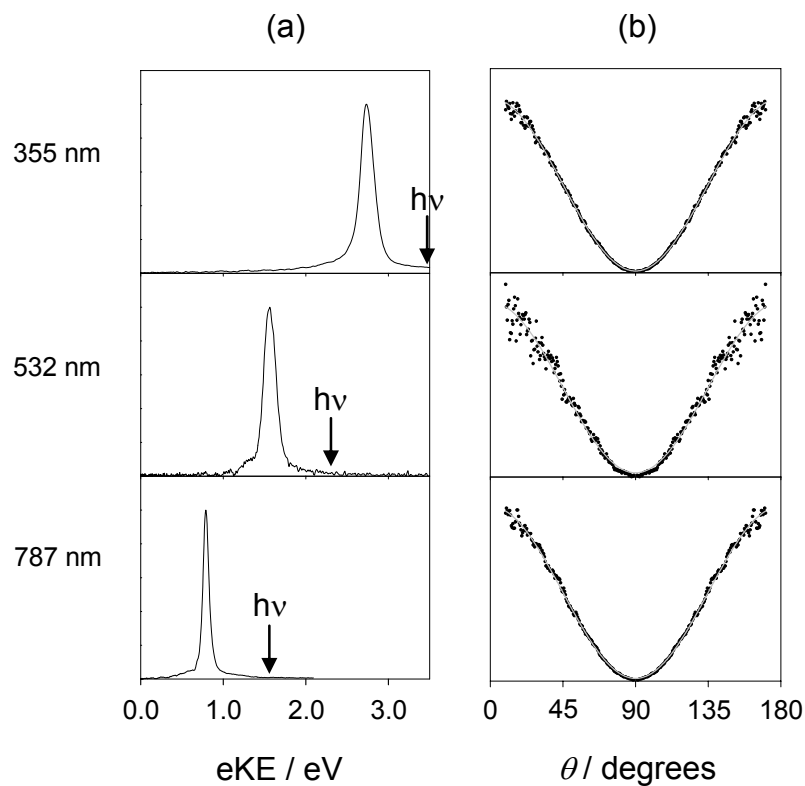 (a) (b)
355 nm
hν
532 nm
hν
787 nm
hν
0.0 1.0 2.0 3.0 0 45 90 135 180
eKE / eV θ / degrees